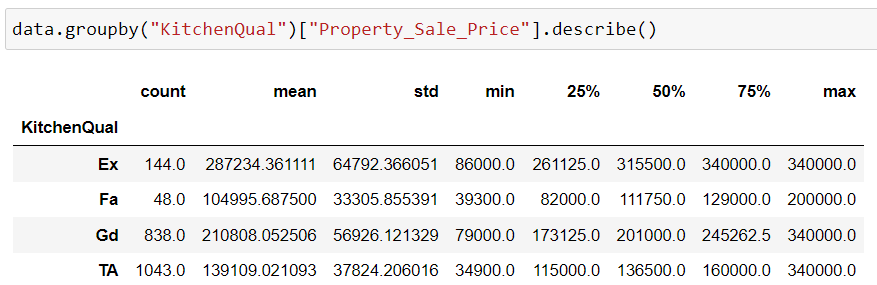 data.groupby("KitchenQual")["Property_Sale_Price"].describe()
count mean std min 25% 50% 75% max
KitchenQual
Ex 144.0 287234.361111 64792.366051 86000.0 261125.0 315500.0 340000.0 340000.0
Fa 48.0 104995.687500 33305.855391 39300.0 82000.0 111750.0 129000.0 200000.0
Gd 838.0 210808.052506 56926.121329 79000.0 173125.0 201000.0 245262.5 340000.0
TA 1043.0 139109.021093 37824.206016 34900.0 115000.0 136500.0 160000.0 340000.0